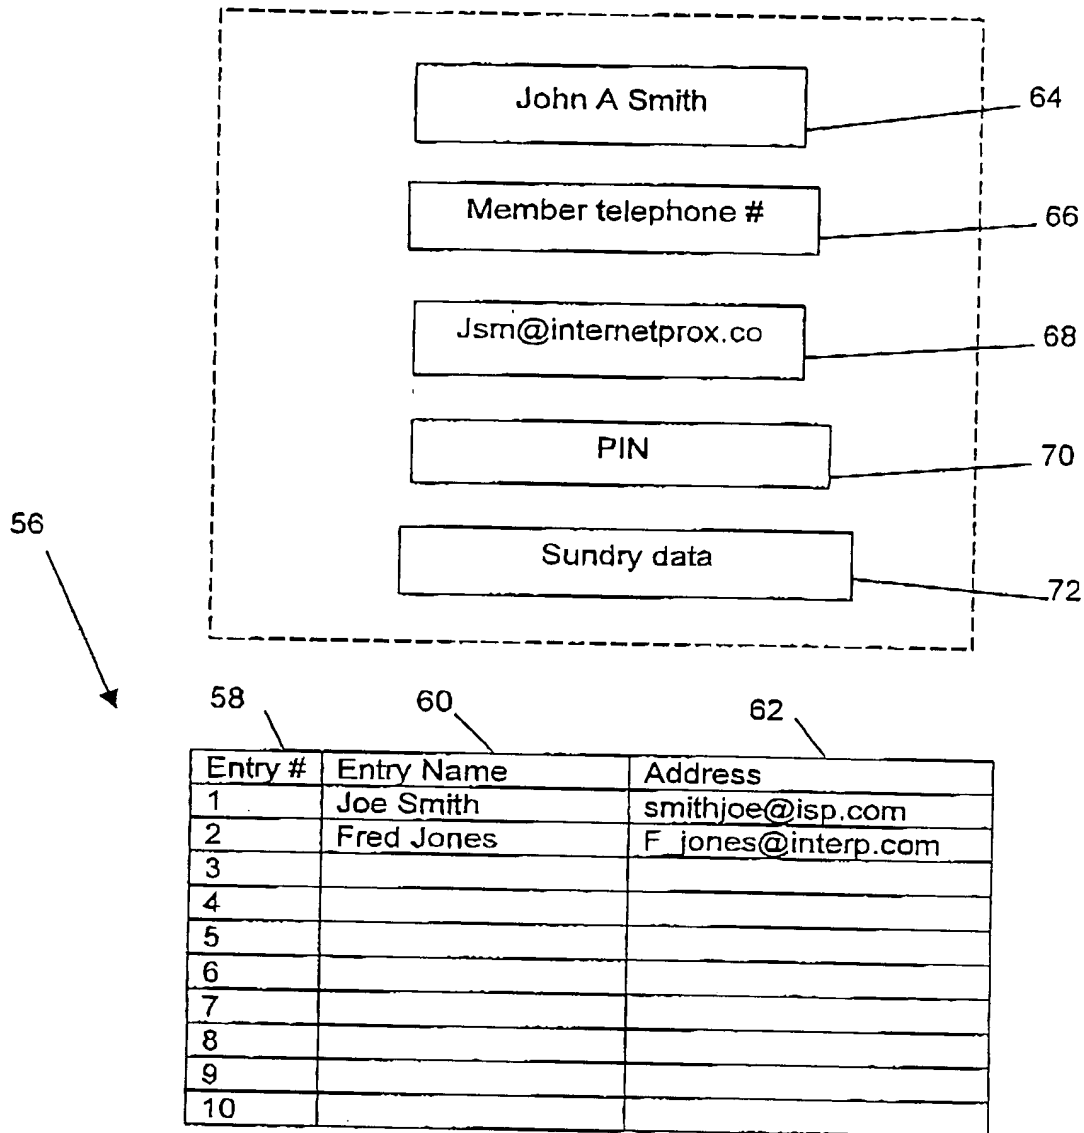 John A Smith
64
Member telephone #
66
Jsm@internetprox.co
68
PIN
70
56
Sundry data
72
58
60
62
Entry # Entry Name Address
1 Joe Smith smithjoe@isp.com
2 Fred Jones F_jones@interp.com
3
4
5
6
7
8
9
10